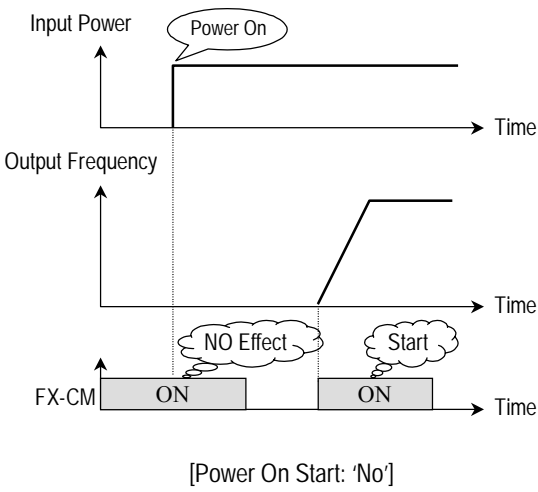 Input Power
Power On
Time
Output Frequency
Time
NO Effect
Start
FX-CM
ON
ON
Time
[Power On Start: ‘No’]